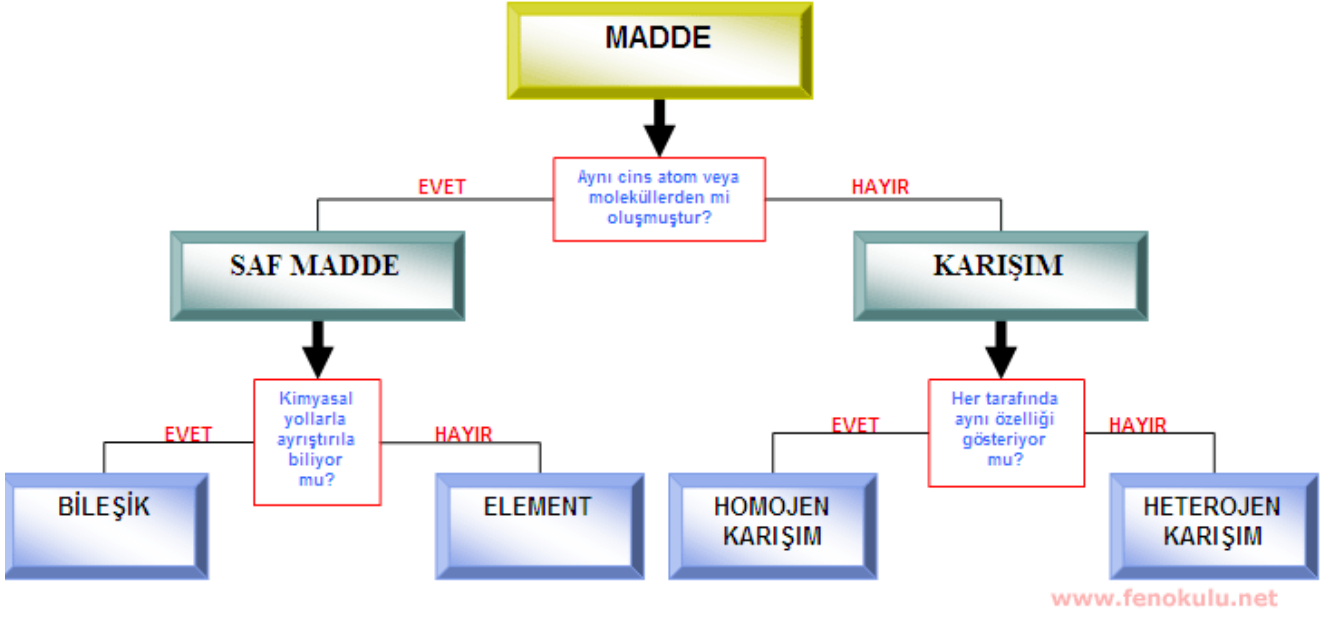 MADDE
Aynı cins atom veya
moleküllerden mi
oluşmuştur?
EVET
HAYIR
SAF MADDE
KARIŞIM
Kimyasal
yollarla
ayrıştırıla
biliyor
mu?
EVET
HAYIR
Her tarafında
aynı özelliği
gösteriyor
mu?
EVET
HAYIR
BİLEŞİK
ELEMENT
HOMOJEN
KARIŞIM
HETEROJEN
KARIŞIM
www.fenokulu.net